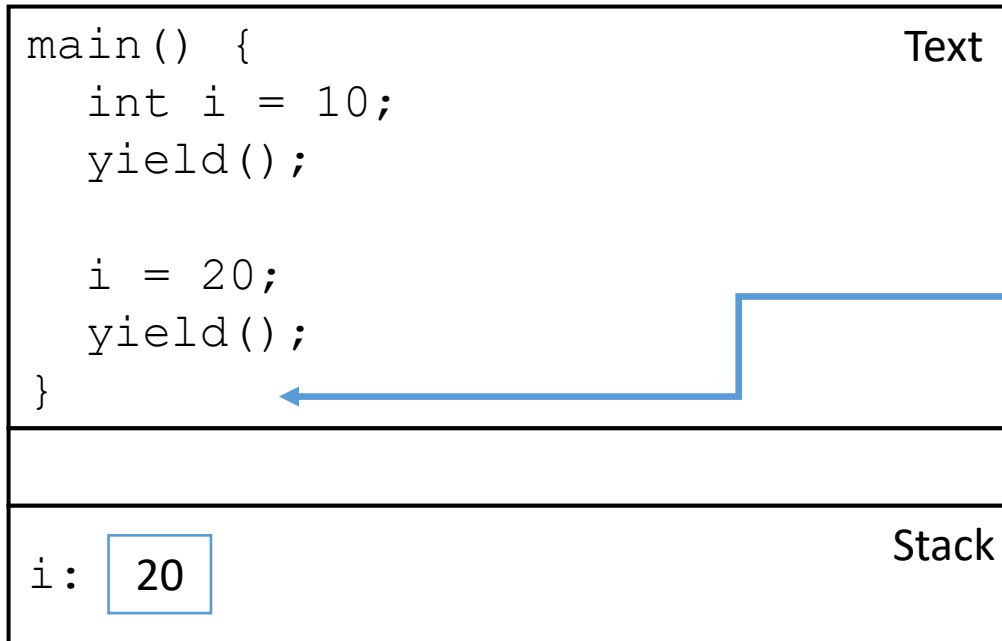 main() {
Text
int i = 10;
yield();
i = 20;
yield();
}
Stack
i: 20